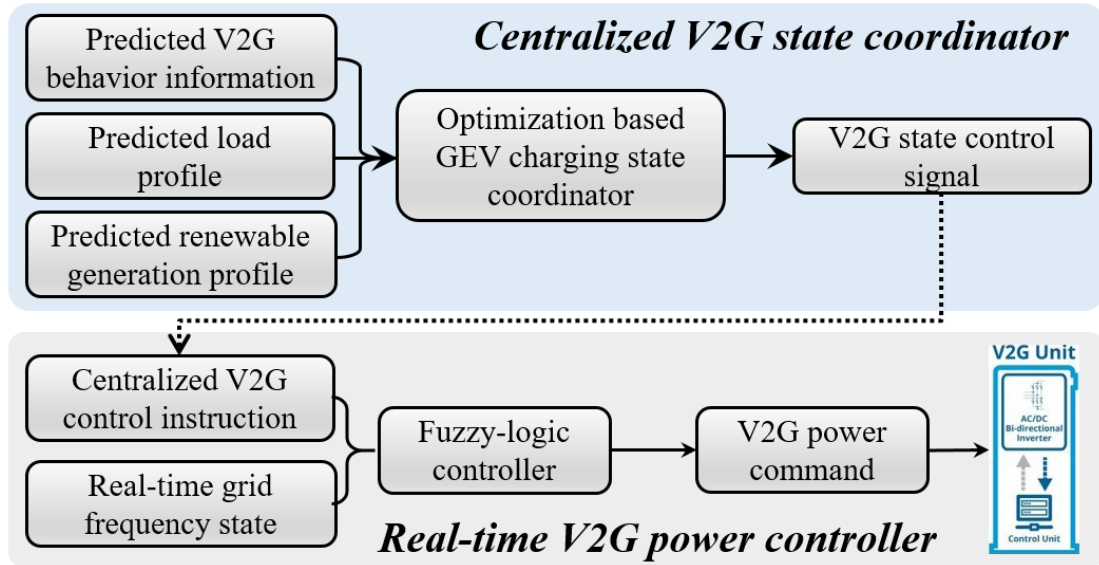 Centralized V2G state coordinator
Predicted V2G
behavior information
Predicted load
profile
Predicted renewable
generation profile
Optimization based
GEV charging state
coordinator
V2G state control
signal
Centralized V2G
control instruction
Real-time grid
frequency state
Fuzzy-logic
controller
V2G power
command
V2G Unit
AC/DC
Bi-directional
Inverter
Control Unit
Real-time V2G power controller